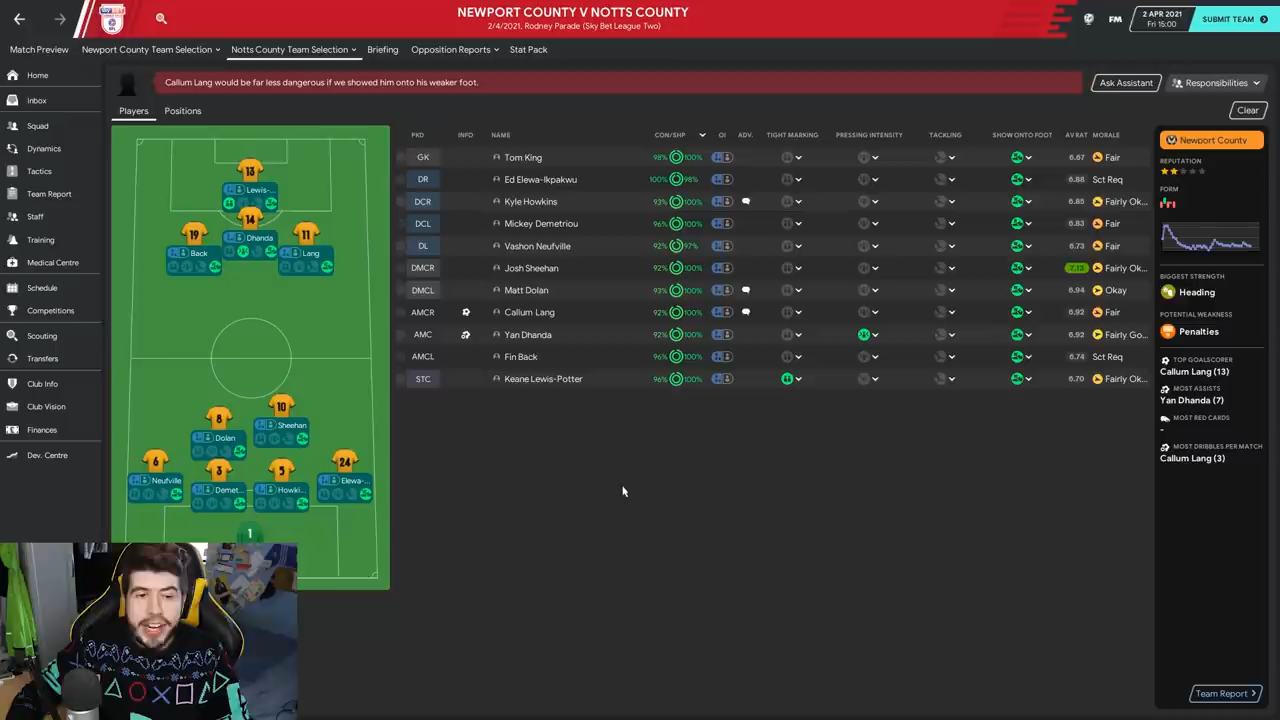 NEWPORT COUNTY V NOTTS COUNTY
2/4/2021, Rodney Parade (Sky Bet League Two)
FM
2 APR 2021
Fri 15:00
SUBMIT TEAM
Match Preview
Newport County Team Selection
Notts County Team Selection
Briefing
Opposition Reports
Stat Pack
Home
Inbox
Squad
Dynamics
Tactics
Team Report
Staff
Training
Medical Centre
Schedule
Competitions
Scouting
Transfers
Club Info
Club Vision
Finances
Dev. Centre
Callum Lang would be far less dangerous if we showed him onto his weaker foot.
Ask Assistant
Responsibilities
Players
Positions
Clear
13
Lewis-...
14
Dhanda
19
Back
11
Lang
8
Dolan
10
Sheehan
6
Neufville
3
Demet...
5
Howki...
24
Elewa-...
1
PKD INFO NAME CON/SHP OI ADV. TIGHT MARKING PRESSING INTENSITY TACKLING SHOW ONTO FOOT AV RAT MORALE
GK Tom King 98% 100% 6.67 Fair
DR Ed Elewa-Ikpakwu 100% 98% 6.88 Sct Req
DCR Kyle Howkins 93% 100% 6.85 Fairly Ok...
DCL Mickey Demetriou 96% 100% 6.83 Fair
DL Vashon Neufville 92% 97% 6.73 Fair
DMCR Josh Sheehan 92% 100% 7.13 Fairly Ok...
DMCL Matt Dolan 93% 100% 6.94 Okay
AMCR Callum Lang 92% 100% 6.92 Fair
AMC Yan Dhanda 92% 100% 6.92 Fairly Go...
AMCL Fin Back 96% 100% 6.74 Sct Req
STC Keane Lewis-Potter 96% 100% 6.70 Fairly Ok...
Newport County
REPUTATION
FORM
BIGGEST STRENGTH
Heading
POTENTIAL WEAKNESS
Penalties
TOP GOALSCORER
Callum Lang (13)
MOST ASSISTS
Yan Dhanda (7)
MOST RED CARDS
-
MOST DRIBBLES PER MATCH
Callum Lang (3)
Team Report